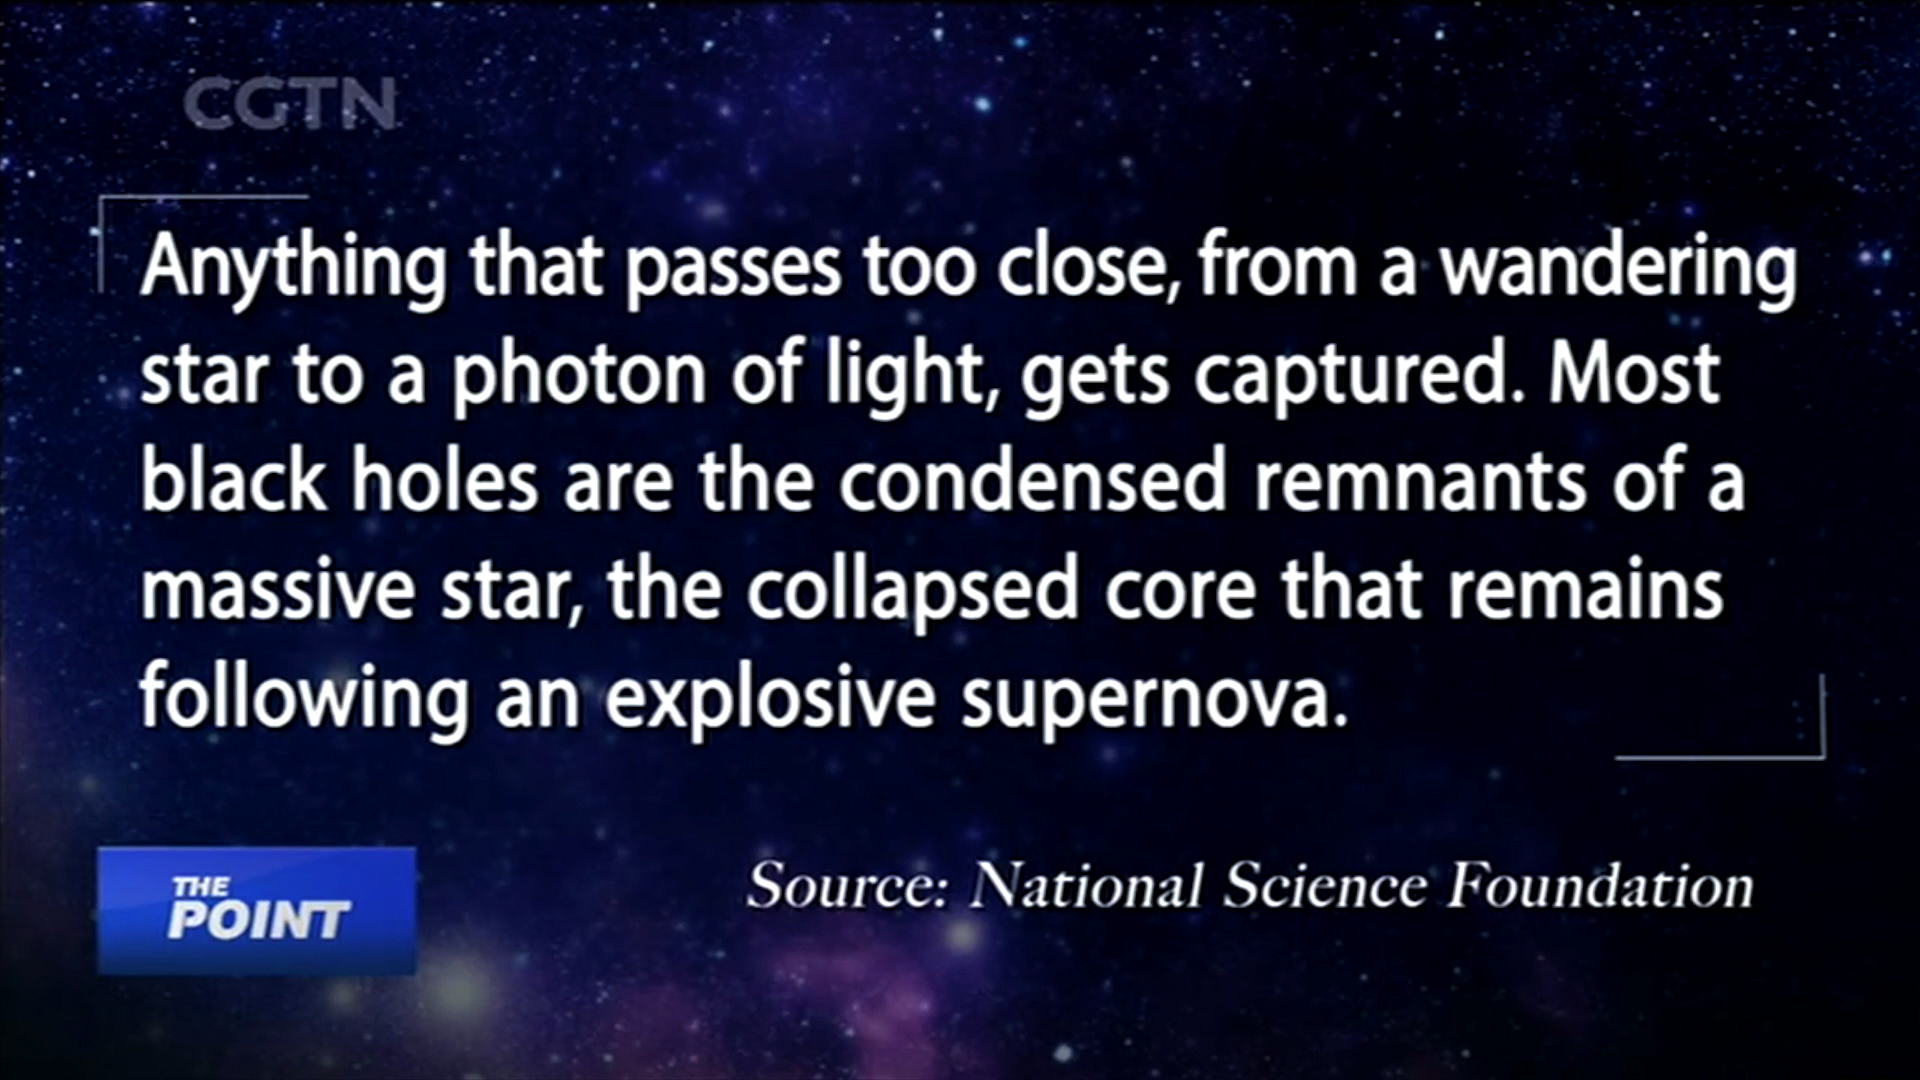 CGTN
Anything that passes too close, from a wandering
star to a photon of light, gets captured. Most
black holes are the condensed remnants of a
massive star, the collapsed core that remains
following an explosive supernova.
THE
POINT
Source: National Science Foundation